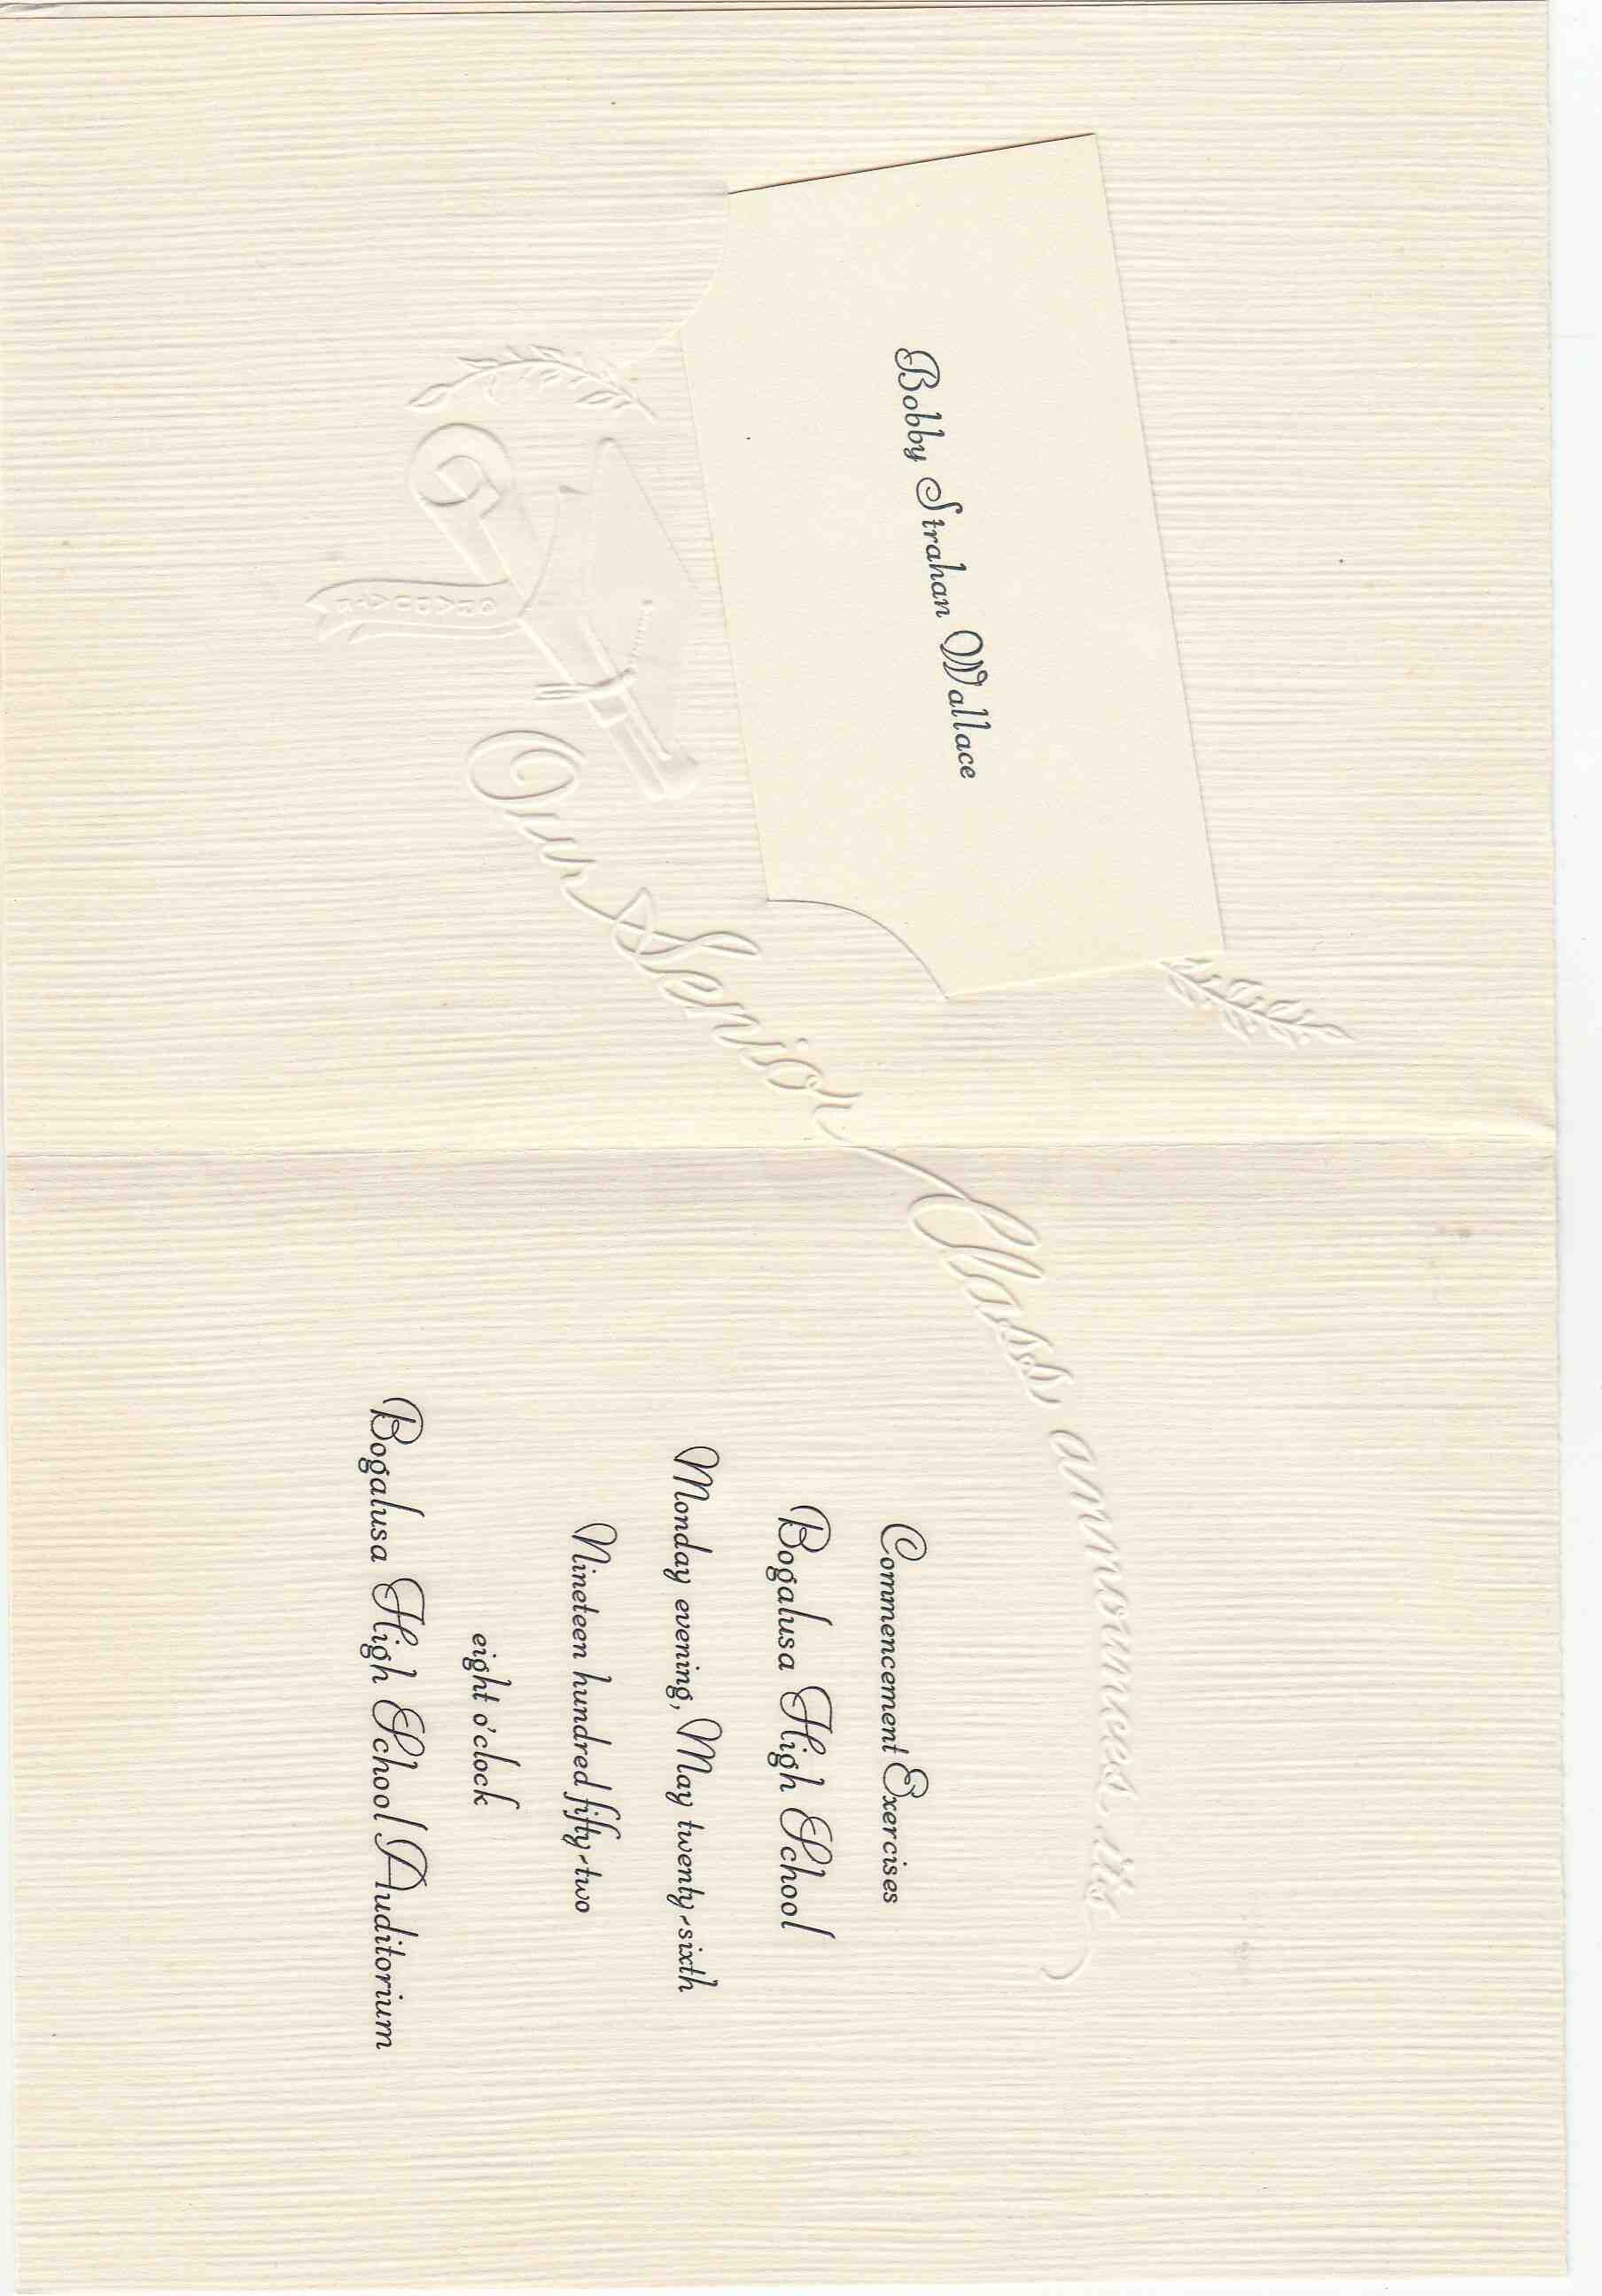 Bobby Strahan Wallace
GRADUATE
Our Senior Class announces its
Commencement Exercises
Bogalusa High School
Monday evening, May twenty-sixth
Nineteen hundred fifty-two
eight o'clock
Bogalusa High School Auditorium